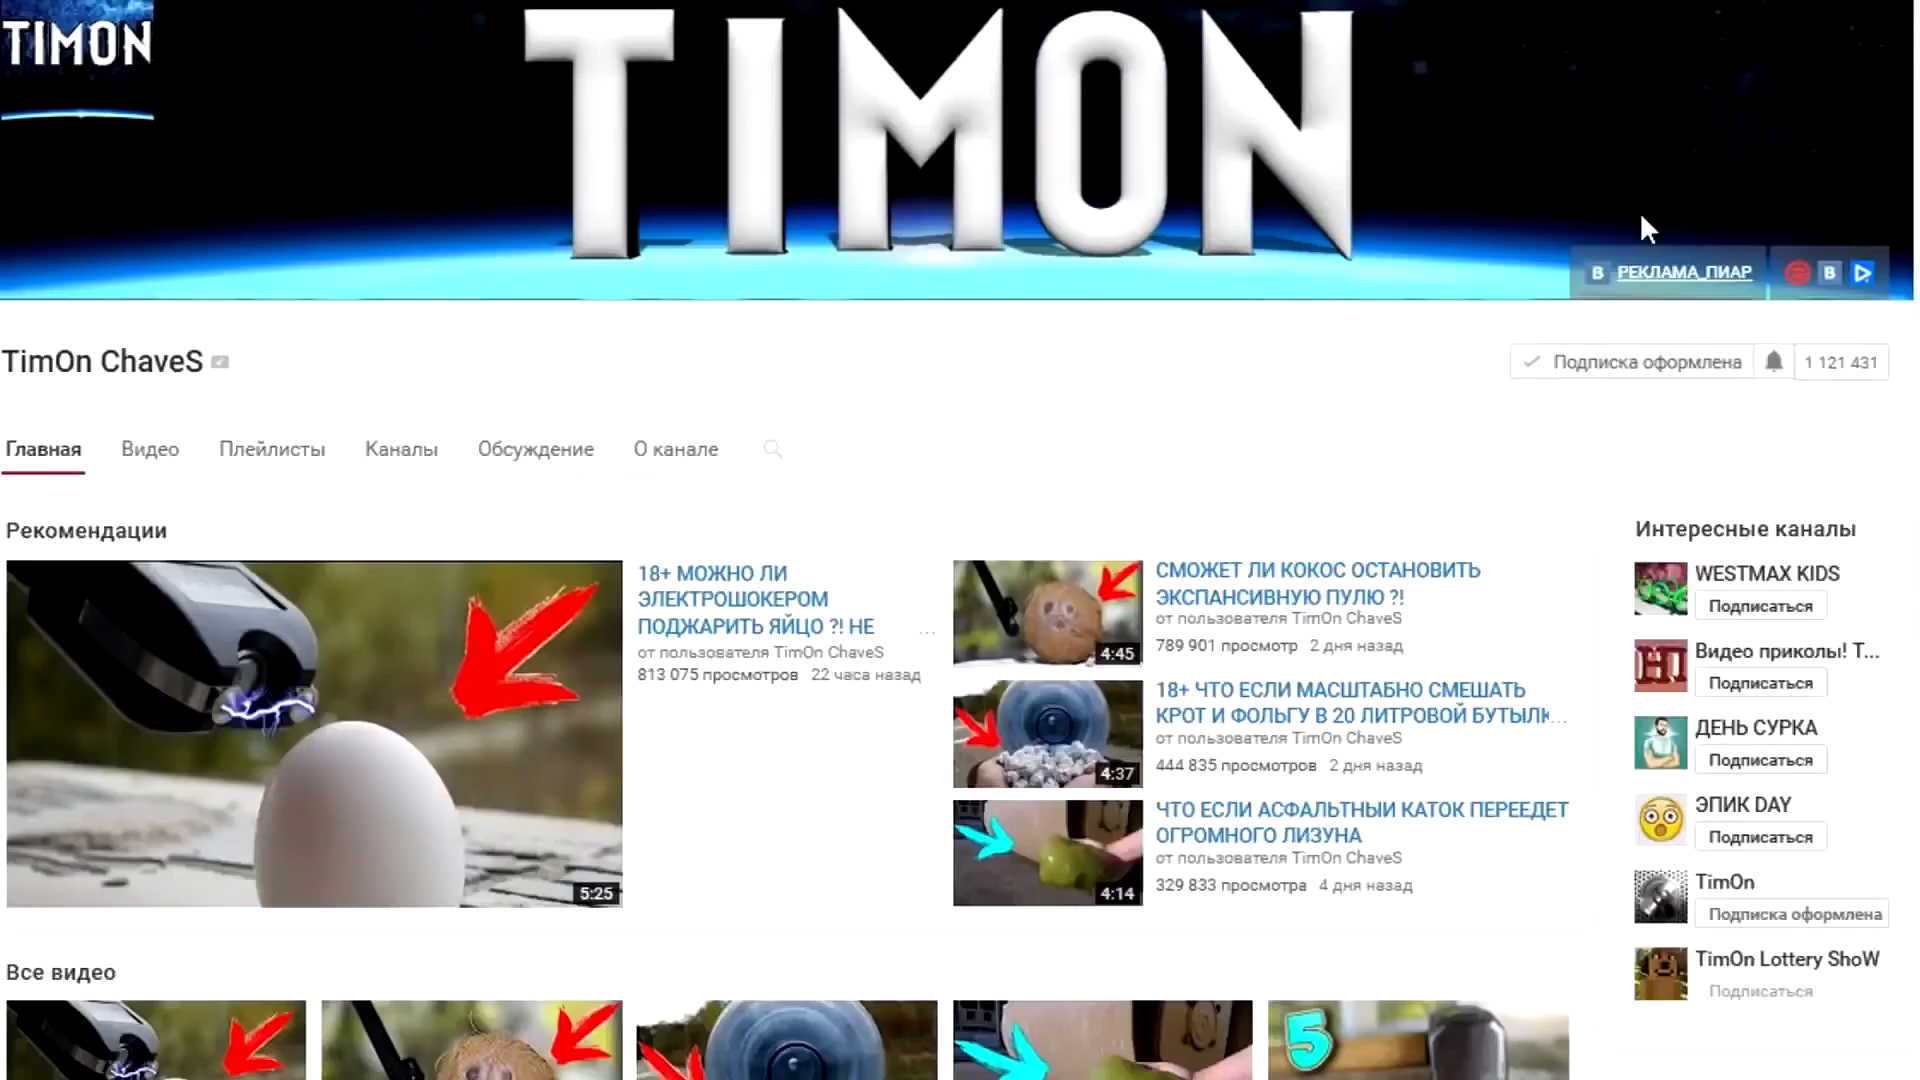 TIMON
TIMON
B РЕКЛАМА_ПИАР
B
TimOn ChaveS
Подписка оформлена
1 121 431
Главная
Видео
Плейлисты
Каналы
Обсуждение
О канале
Рекомендации
5:25
18+ МОЖНО ЛИ
ЭЛЕКТРОШОКЕРОМ
ПОДЖАРИТЬ ЯЙЦО ?! НЕ ...
от пользователя TimOn ChaveS
813 075 просмотров 22 часа назад
4:45
СМОЖЕТ ЛИ КОКОС ОСТАНОВИТЬ
ЭКСПАНСИВНУЮ ПУЛЮ ?!
от пользователя TimOn ChaveS
789 901 просмотр 2 дня назад
4:37
18+ ЧТО ЕСЛИ МАСШТАБНО СМЕШАТЬ
КРОТ И ФОЛЬГУ В 20 ЛИТРОВОЙ БУТЫЛК...
от пользователя TimOn ChaveS
444 835 просмотров 2 дня назад
4:14
ЧТО ЕСЛИ АСФАЛЬТНЫЙ КАТОК ПЕРЕЕДЕТ
ОГРОМНОГО ЛИЗУНА
от пользователя TimOn ChaveS
329 833 просмотра 4 дня назад
Интересные каналы
WESTMAX KIDS
Подписаться
Видео приколы! Т...
Подписаться
ДЕНЬ СУРКА
Подписаться
ЭПИК DAY
Подписаться
TimOn
Подписка оформлена
TimOn Lottery ShoW
Подписаться
Все видео
5